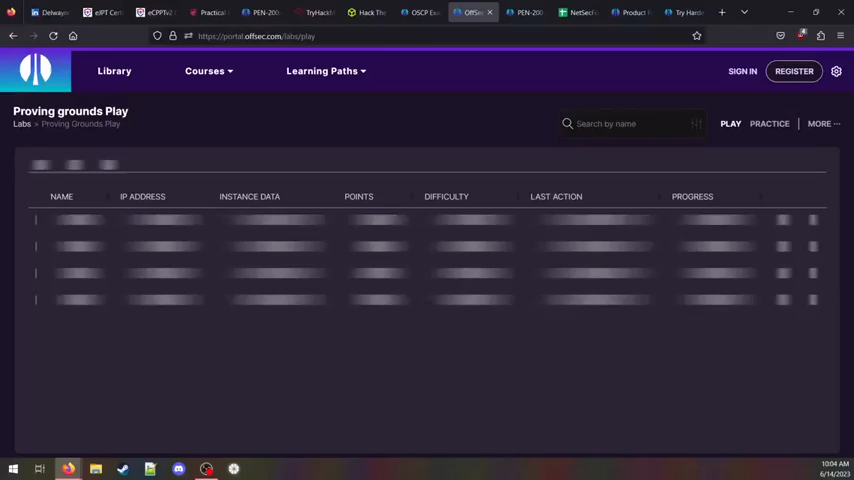 Delwayne
eJPT Certi
eCPPTv2 C
Practical
PEN-200
TryHackM
Hack The
OSCP Exa
OffSec
PEN-200
NetSecFo
Product
Try Harde
https://portal.offsec.com/labs/play
Library
Courses
Learning Paths
SIGN IN
REGISTER
Proving grounds Play
Labs > Proving Grounds Play
Search by name
PLAY
PRACTICE
MORE
NAME
IP ADDRESS
INSTANCE DATA
POINTS
DIFFICULTY
LAST ACTION
PROGRESS
10:04 AM
6/14/2023